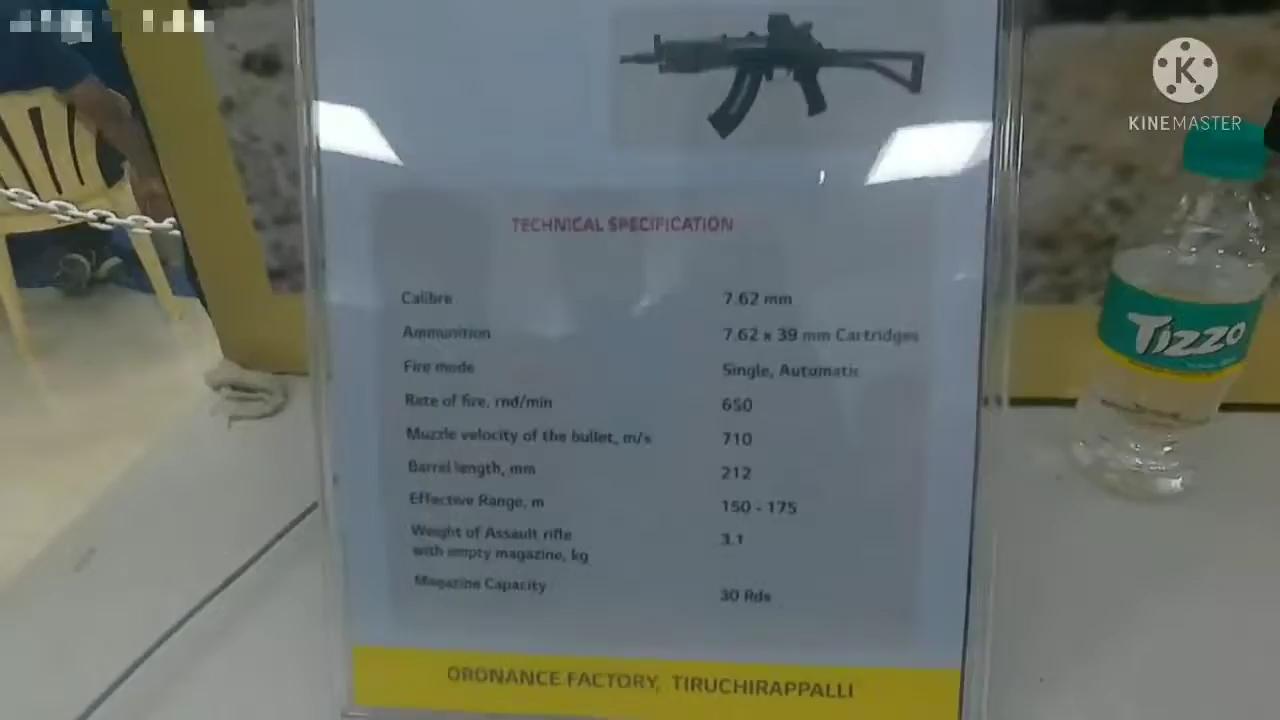 KINEMASTER
TECHNICAL SPECIFICATION
Calibre 7.62 mm
Ammunition 7.62 x 39 mm Cartridges
Fire mode Single, Automatic
Rate of fire, rnd/min 650
Muzzle velocity of the bullet, m/s 710
Barrel length, mm 212
Effective Range, m 150 - 175
Weight of Assault rifle
with empty magazine, kg 3.1
Magazine Capacity 30 Rds
ORDNANCE FACTORY, TIRUCHIRAPPALLI
Tizzo